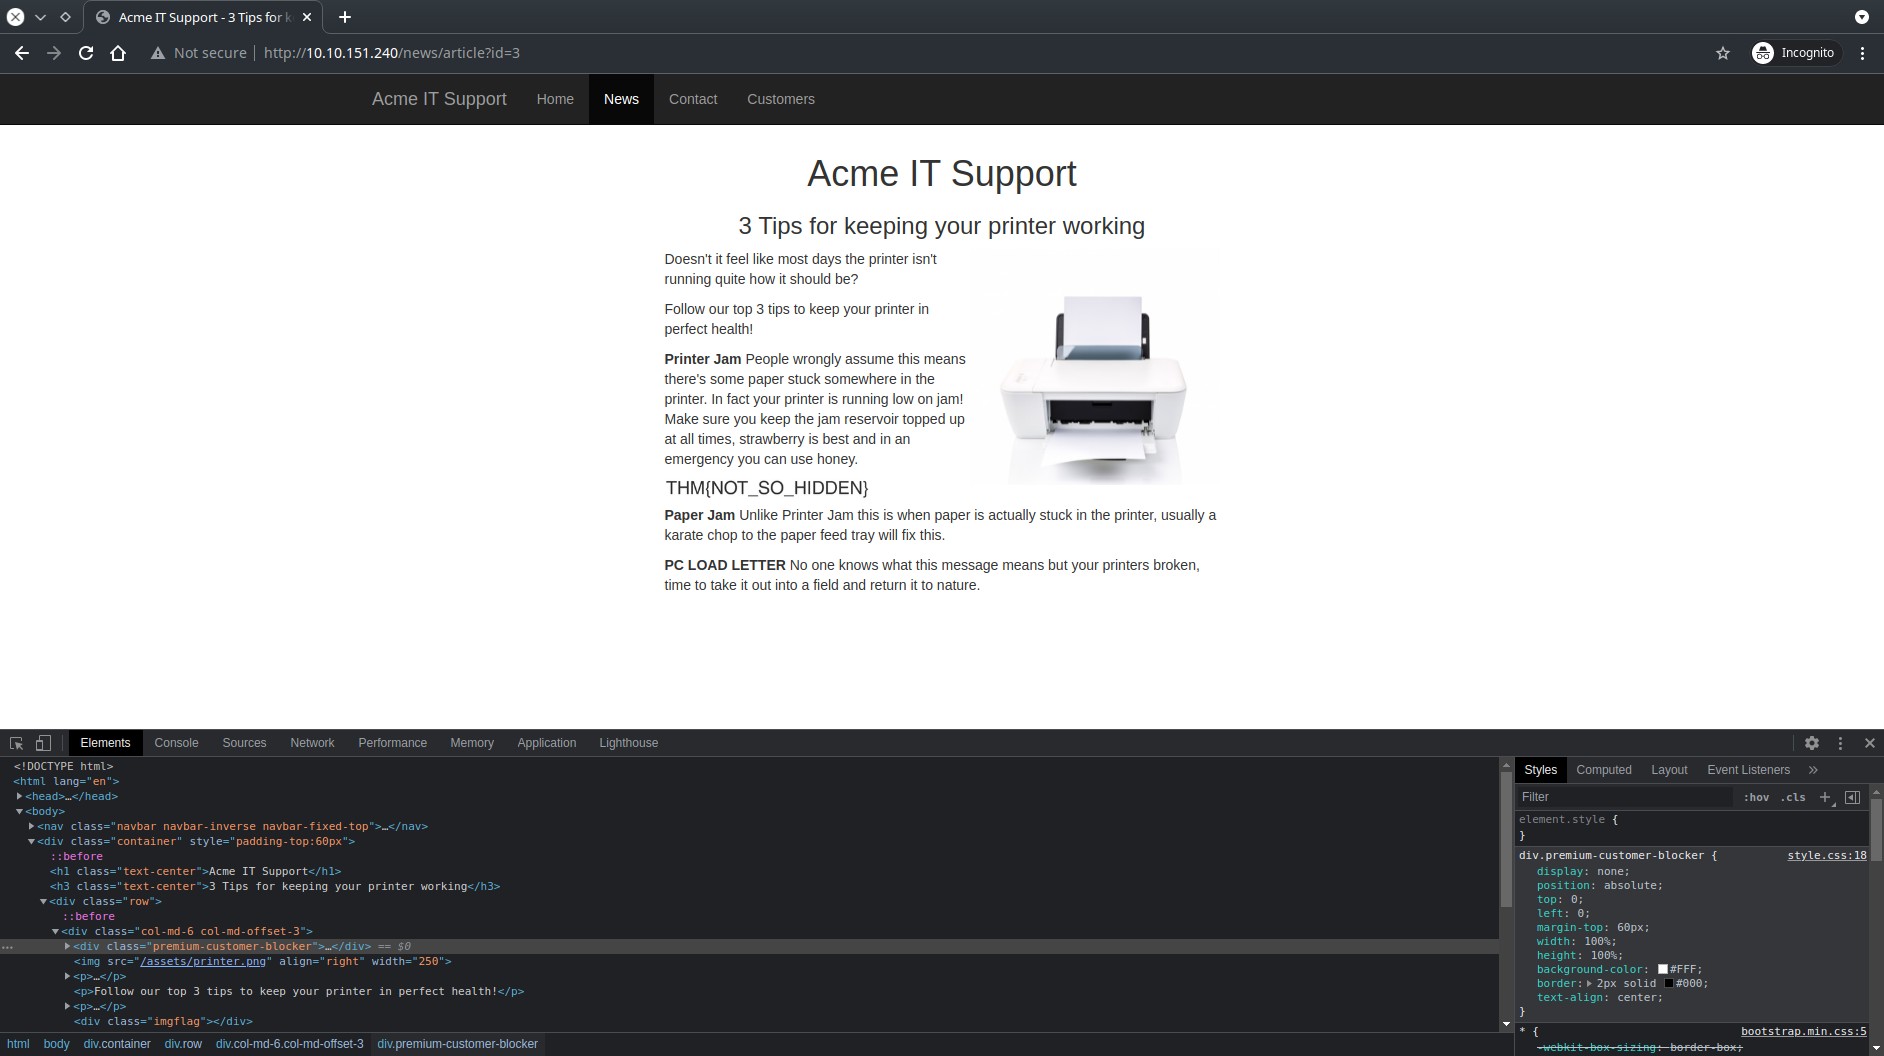 Acme IT Support - 3 Tips for k
Not secure
http://10.10.151.240/news/article?id=3
Incognito
Acme IT Support Home News Contact Customers
Acme IT Support
3 Tips for keeping your printer working
Doesn't it feel like most days the printer isn't
running quite how it should be?
Follow our top 3 tips to keep your printer in
perfect health!
Printer Jam People wrongly assume this means
there's some paper stuck somewhere in the
printer. In fact your printer is running low on jam!
Make sure you keep the jam reservoir topped up
at all times, strawberry is best and in an
emergency you can use honey.
THM{NOT_SO_HIDDEN}
Paper Jam Unlike Printer Jam this is when paper is actually stuck in the printer, usually a
karate chop to the paper feed tray will fix this.
PC LOAD LETTER No one knows what this message means but your printers broken,
time to take it out into a field and return it to nature.
Elements Console Sources Network Performance Memory Application Lighthouse
<!DOCTYPE html>
<html lang="en">
<head>…</head>
<body>
<nav class="navbar navbar-inverse navbar-fixed-top">…</nav>
<div class="container" style="padding-top:60px">
::before
<h1 class="text-center">Acme IT Support</h1>
<h3 class="text-center">3 Tips for keeping your printer working</h3>
<div class="row">
::before
<div class="col-md-6 col-md-offset-3">
<div class="premium-customer-blocker">…</div> == $0
<img src="/assets/printer.png" align="right" width="250">
<p>…</p>
<p>Follow our top 3 tips to keep your printer in perfect health!</p>
<p>…</p>
<div class="imgflag"></div>
html body div.container div.row div.col-md-6.col-md-offset-3 div.premium-customer-blocker
Styles Computed Layout Event Listeners »
Filter :hov .cls +
element.style {
}
div.premium-customer-blocker { style.css:18
display: none;
position: absolute;
top: 0;
left: 0;
margin-top: 60px;
width: 100%;
height: 100%;
background-color: #FFF;
border: 2px solid #000;
text-align: center;
}
* { bootstrap.min.css:5
-webkit-box-sizing: border-box;